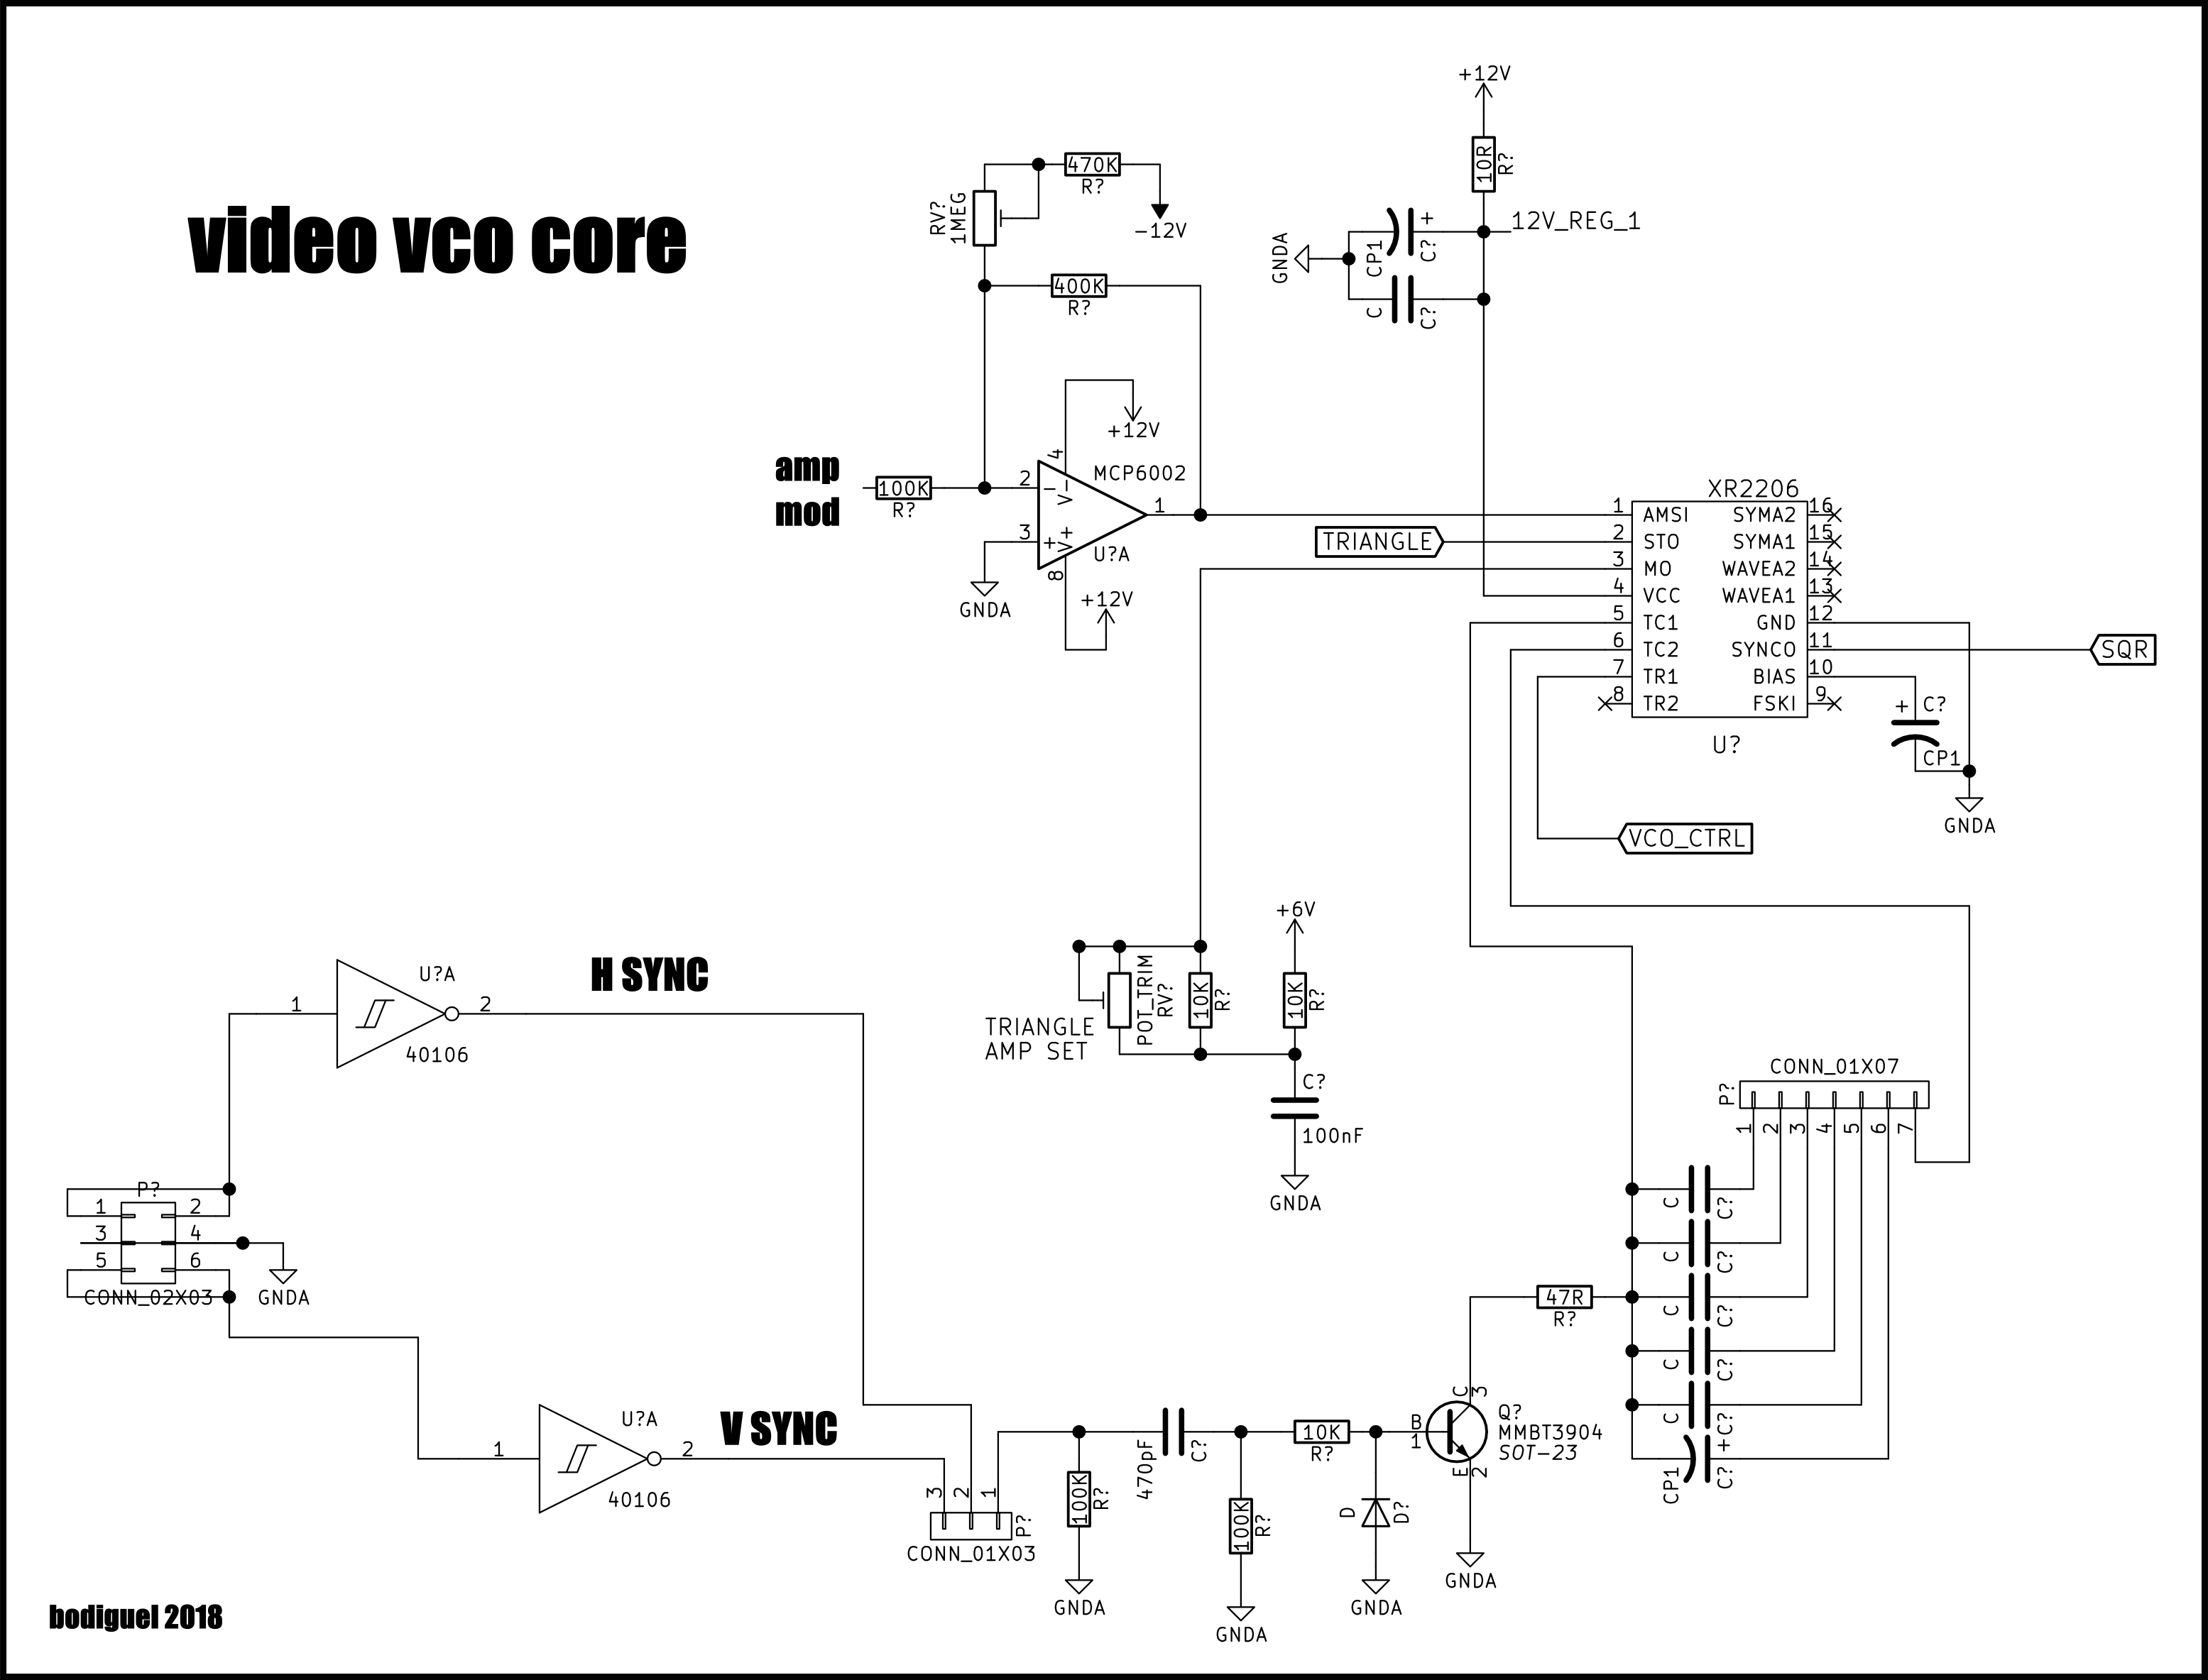 video vco core
+12V
10R
R?
12V_REG_1
+
CP1
C?
GNDA
C
C?
470K
R?
RV?
1MEG
-12V
400K
R?
+12V
amp
mod
100K
R?
2
3
4
8
1
-
+
V-
V+
MCP6002
U?A
GNDA
+12V
XR2206
1 AMSI SYMA2 16
2 STO SYMA1 15
3 MO WAVEA2 14
4 VCC WAVEA1 13
5 TC1 GND 12
6 TC2 SYNCO 11
7 TR1 BIAS 10
8 TR2 FSKI 9
U?
TRIANGLE
SQR
+ C?
CP1
GNDA
VCO_CTRL
+6V
POT_TRIM
RV?
10K
R?
10K
R?
TRIANGLE
AMP SET
C?
100nF
GNDA
U?A
H SYNC
1
2
40106
P?
1 2
3 4
5 6
CONN_02X03
GNDA
U?A
V SYNC
1
2
40106
3
2
1
P?
CONN_01X03
100K
R?
GNDA
470pF
C?
100K
R?
GNDA
10K
R?
D
D?
GNDA
B
1
C
3
E
2
Q?
MMBT3904
SOT-23
GNDA
47R
R?
CONN_01X07
P?
1
2
3
4
5
6
7
C
C?
C
C?
C
C?
C
C?
C
C?
CP1
+
C?
bodiguel 2018